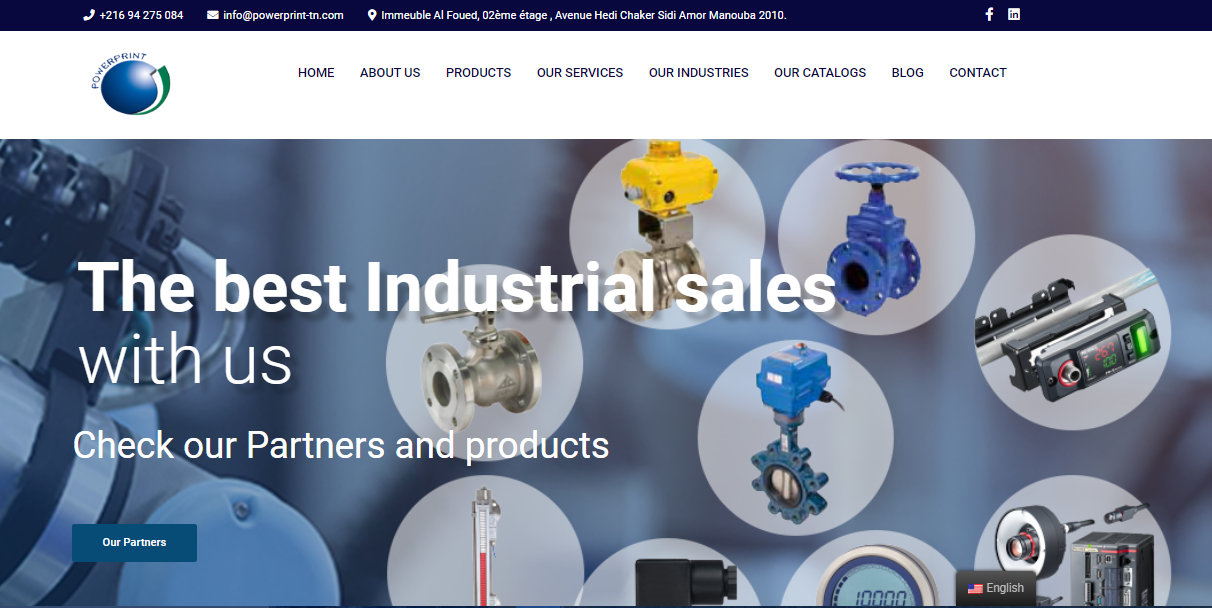 +216 94 275 084
info@powerprint-tn.com
Immeuble Al Foued, 02ème étage , Avenue Hedi Chaker Sidi Amor Manouba 2010.
POWERPRINT
HOME
ABOUT US
PRODUCTS
OUR SERVICES
OUR INDUSTRIES
OUR CATALOGS
BLOG
CONTACT
The best Industrial sales
with us
Check our Partners and products
Our Partners
English